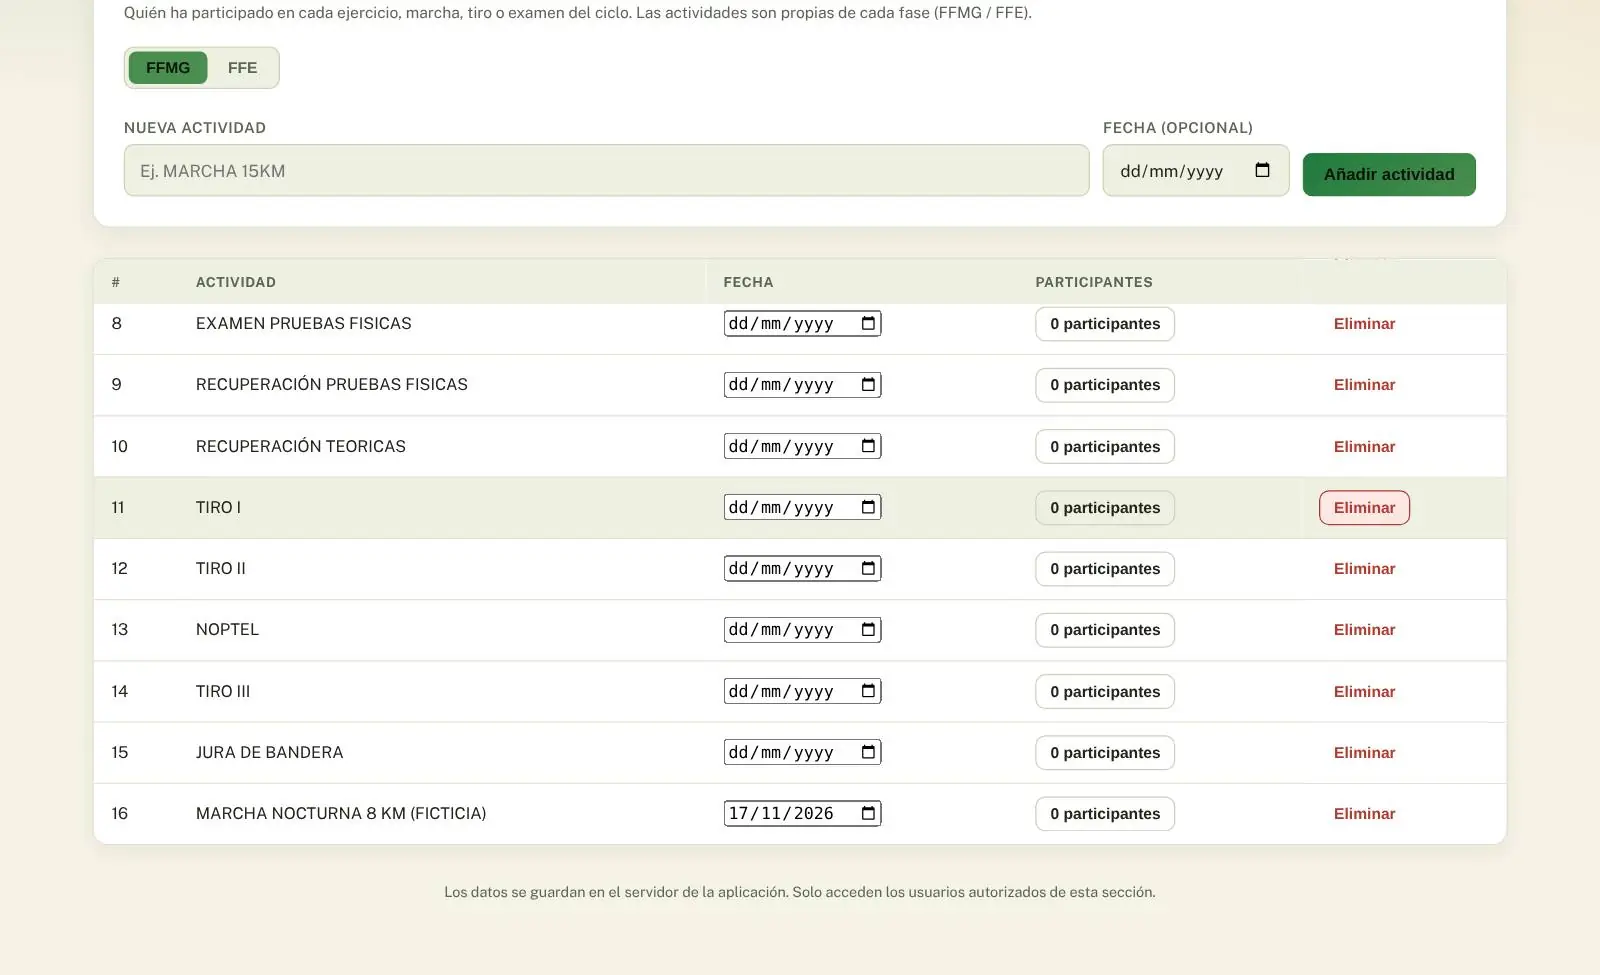 Quién ha participado en cada ejercicio, marcha, tiro o examen del ciclo. Las actividades son propias de cada fase (FFMG / FFE).
FFMG FFE
NUEVA ACTIVIDAD FECHA (OPCIONAL)
Ej. MARCHA 15KM dd/mm/yyyy Añadir actividad
# ACTIVIDAD FECHA PARTICIPANTES
8 EXAMEN PRUEBAS FISICAS dd/mm/yyyy 0 participantes Eliminar
9 RECUPERACIÓN PRUEBAS FISICAS dd/mm/yyyy 0 participantes Eliminar
10 RECUPERACIÓN TEORICAS dd/mm/yyyy 0 participantes Eliminar
11 TIRO I dd/mm/yyyy 0 participantes Eliminar
12 TIRO II dd/mm/yyyy 0 participantes Eliminar
13 NOPTEL dd/mm/yyyy 0 participantes Eliminar
14 TIRO III dd/mm/yyyy 0 participantes Eliminar
15 JURA DE BANDERA dd/mm/yyyy 0 participantes Eliminar
16 MARCHA NOCTURNA 8 KM (FICTICIA) 17/11/2026 0 participantes Eliminar
Los datos se guardan en el servidor de la aplicación. Solo acceden los usuarios autorizados de esta sección.